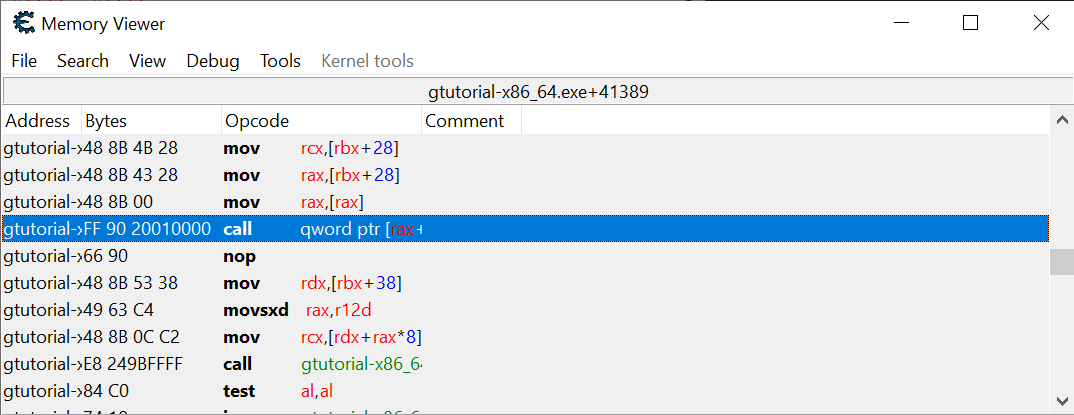 Memory Viewer
File Search View Debug Tools Kernel tools
gtutorial-x86_64.exe+41389
Address Bytes Opcode Comment
gtutorial-x 48 8B 4B 28 mov rcx,[rbx+28]
gtutorial-x 48 8B 43 28 mov rax,[rbx+28]
gtutorial-x 48 8B 00 mov rax,[rax]
gtutorial-x FF 90 20010000 call qword ptr [rax+
gtutorial-x 66 90 nop
gtutorial-x 48 8B 53 38 mov rdx,[rbx+38]
gtutorial-x 49 63 C4 movsxd rax,r12d
gtutorial-x 48 8B 0C C2 mov rcx,[rdx+rax*8]
gtutorial-x E8 249BFFFF call gtutorial-x86_64
gtutorial-x 84 C0 test al,al